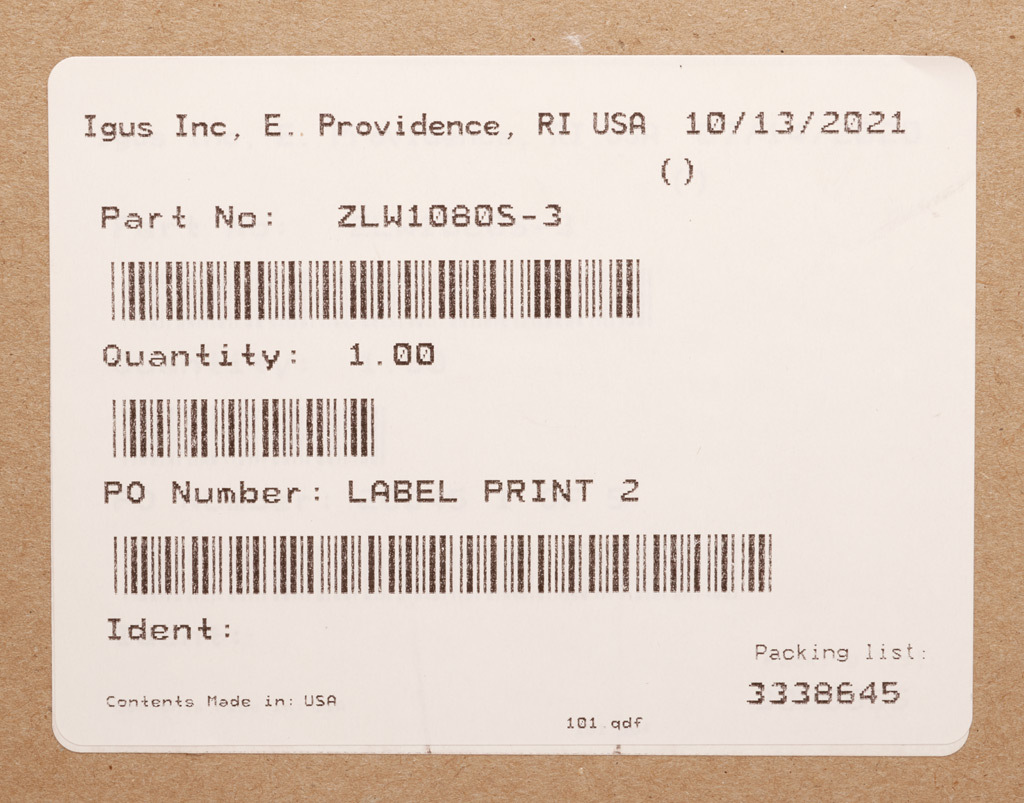 Igus Inc, E. Providence, RI USA 10/13/2021
()
Part No: ZLW1080S-3
Quantity: 1.00
PO Number: LABEL PRINT 2
Ident:
Packing list:
3338645
Contents Made in: USA
101.qdf